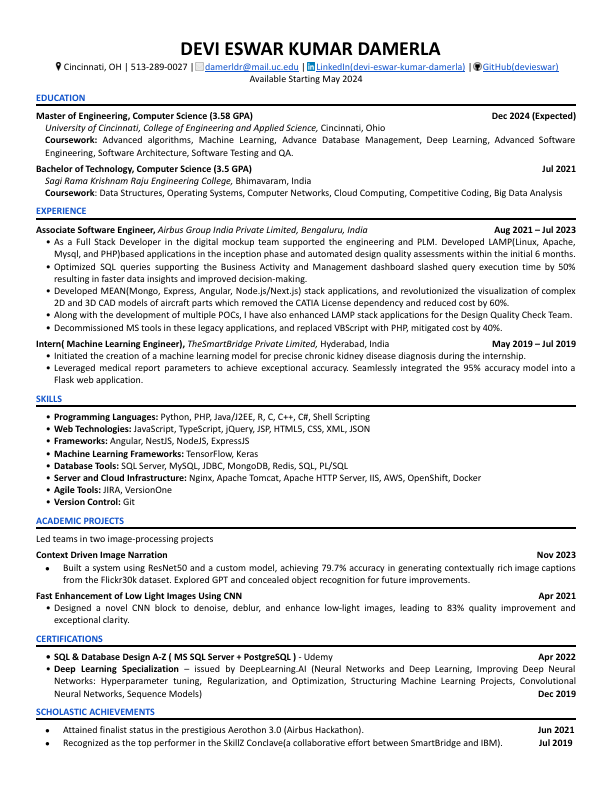 DEVI ESWAR KUMAR DAMERLA
Cincinnati, OH | 513-289-0027 | damerldr@mail.uc.edu | LinkedIn(devi-eswar-kumar-damerla) | GitHub(devieswar)
Available Starting May 2024
EDUCATION
Master of Engineering, Computer Science (3.58 GPA) Dec 2024 (Expected)
University of Cincinnati, College of Engineering and Applied Science, Cincinnati, Ohio
Coursework: Advanced algorithms, Machine Learning, Advance Database Management, Deep Learning, Advanced Software
Engineering, Software Architecture, Software Testing and QA.
Bachelor of Technology, Computer Science (3.5 GPA) Jul 2021
Sagi Rama Krishnam Raju Engineering College, Bhimavaram, India
Coursework: Data Structures, Operating Systems, Computer Networks, Cloud Computing, Competitive Coding, Big Data Analysis
EXPERIENCE
Associate Software Engineer, Airbus Group India Private Limited, Bengaluru, India Aug 2021 – Jul 2023
• As a Full Stack Developer in the digital mockup team supported the engineering and PLM. Developed LAMP(Linux, Apache,
Mysql, and PHP)based applications in the inception phase and automated design quality assessments within the initial 6 months.
• Optimized SQL queries supporting the Business Activity and Management dashboard slashed query execution time by 50%
resulting in faster data insights and improved decision-making.
• Developed MEAN(Mongo, Express, Angular, Node.js/Next.js) stack applications, and revolutionized the visualization of complex
2D and 3D CAD models of aircraft parts which removed the CATIA License dependency and reduced cost by 60%.
• Along with the development of multiple POCs, I have also enhanced LAMP stack applications for the Design Quality Check Team.
• Decommissioned MS tools in these legacy applications, and replaced VBScript with PHP, mitigated cost by 40%.
Intern( Machine Learning Engineer), TheSmartBridge Private Limited, Hyderabad, India May 2019 – Jul 2019
• Initiated the creation of a machine learning model for precise chronic kidney disease diagnosis during the internship.
• Leveraged medical report parameters to achieve exceptional accuracy. Seamlessly integrated the 95% accuracy model into a
Flask web application.
SKILLS
• Programming Languages: Python, PHP, Java/J2EE, R, C, C++, C#, Shell Scripting
• Web Technologies: JavaScript, TypeScript, jQuery, JSP, HTML5, CSS, XML, JSON
• Frameworks: Angular, NestJS, NodeJS, ExpressJS
• Machine Learning Frameworks: TensorFlow, Keras
• Database Tools: SQL Server, MySQL, JDBC, MongoDB, Redis, SQL, PL/SQL
• Server and Cloud Infrastructure: Nginx, Apache Tomcat, Apache HTTP Server, IIS, AWS, OpenShift, Docker
• Agile Tools: JIRA, VersionOne
• Version Control: Git
ACADEMIC PROJECTS
Led teams in two image-processing projects
Context Driven Image Narration Nov 2023
• Built a system using ResNet50 and a custom model, achieving 79.7% accuracy in generating contextually rich image captions
from the Flickr30k dataset. Explored GPT and concealed object recognition for future improvements.
Fast Enhancement of Low Light Images Using CNN Apr 2021
• Designed a novel CNN block to denoise, deblur, and enhance low-light images, leading to 83% quality improvement and
exceptional clarity.
CERTIFICATIONS
• SQL & Database Design A-Z ( MS SQL Server + PostgreSQL ) - Udemy Apr 2022
• Deep Learning Specialization – issued by DeepLearning.AI (Neural Networks and Deep Learning, Improving Deep Neural
Networks: Hyperparameter tuning, Regularization, and Optimization, Structuring Machine Learning Projects, Convolutional
Neural Networks, Sequence Models) Dec 2019
SCHOLASTIC ACHIEVEMENTS
• Attained finalist status in the prestigious Aerothon 3.0 (Airbus Hackathon). Jun 2021
• Recognized as the top performer in the SkillZ Conclave(a collaborative effort between SmartBridge and IBM). Jul 2019